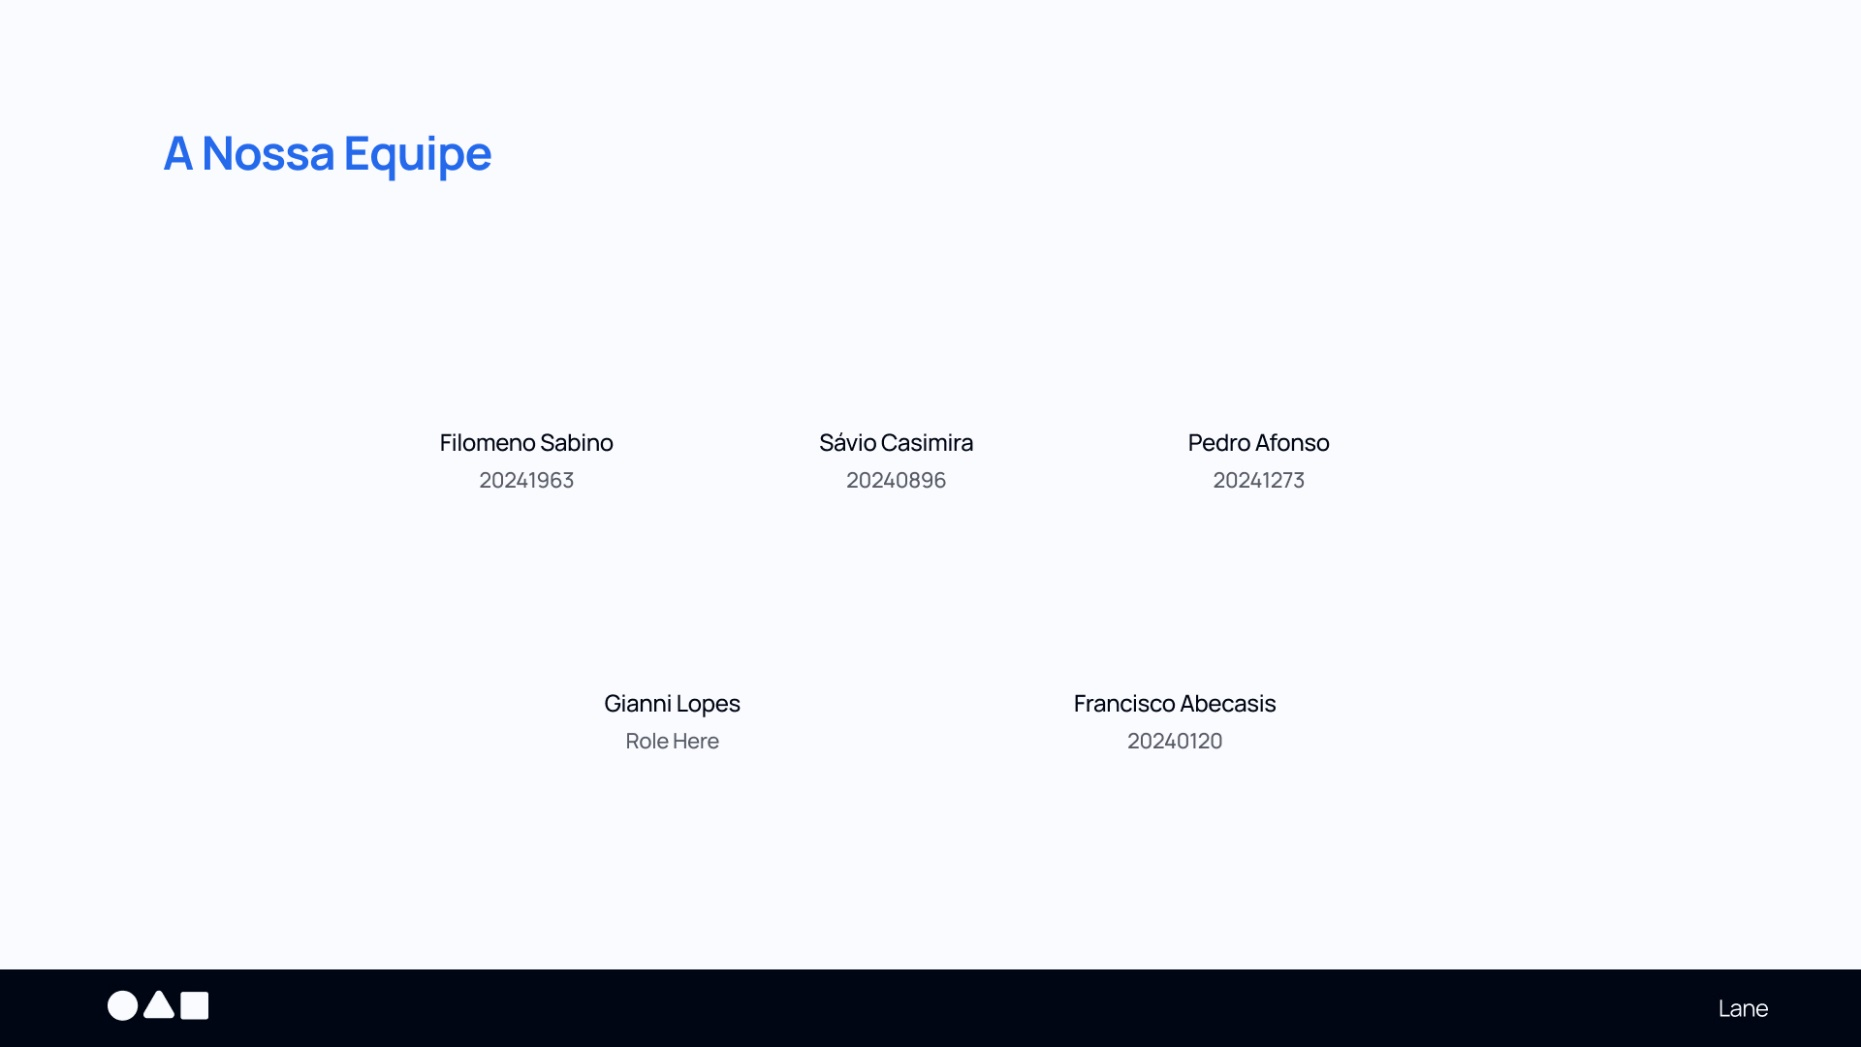 A Nossa Equipe
Filomeno Sabino
20241963
Sávio Casimira
20240896
Pedro Afonso
20241273
Gianni Lopes
Role Here
Francisco Abecasis
20240120
Lane